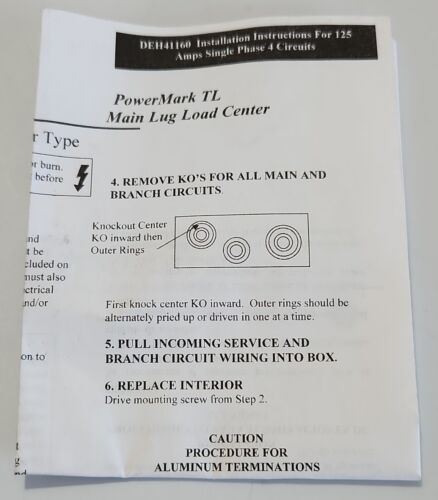 DEH41160 Installation Instructions For 125
Amps Single Phase 4 Circuits
PowerMark TL
Main Lug Load Center
r Type
or burn.
before
4. REMOVE KO'S FOR ALL MAIN AND
BRANCH CIRCUITS.
Knockout Center
KO inward then
Outer Rings
nd
t be
cluded on
must also
ectrical
nd/or
First knock center KO inward. Outer rings should be
alternately pried up or driven in one at a time.
5. PULL INCOMING SERVICE AND
BRANCH CIRCUIT WIRING INTO BOX.
on to
6. REPLACE INTERIOR
Drive mounting screw from Step 2.
CAUTION
PROCEDURE FOR
ALUMINUM TERMINATIONS